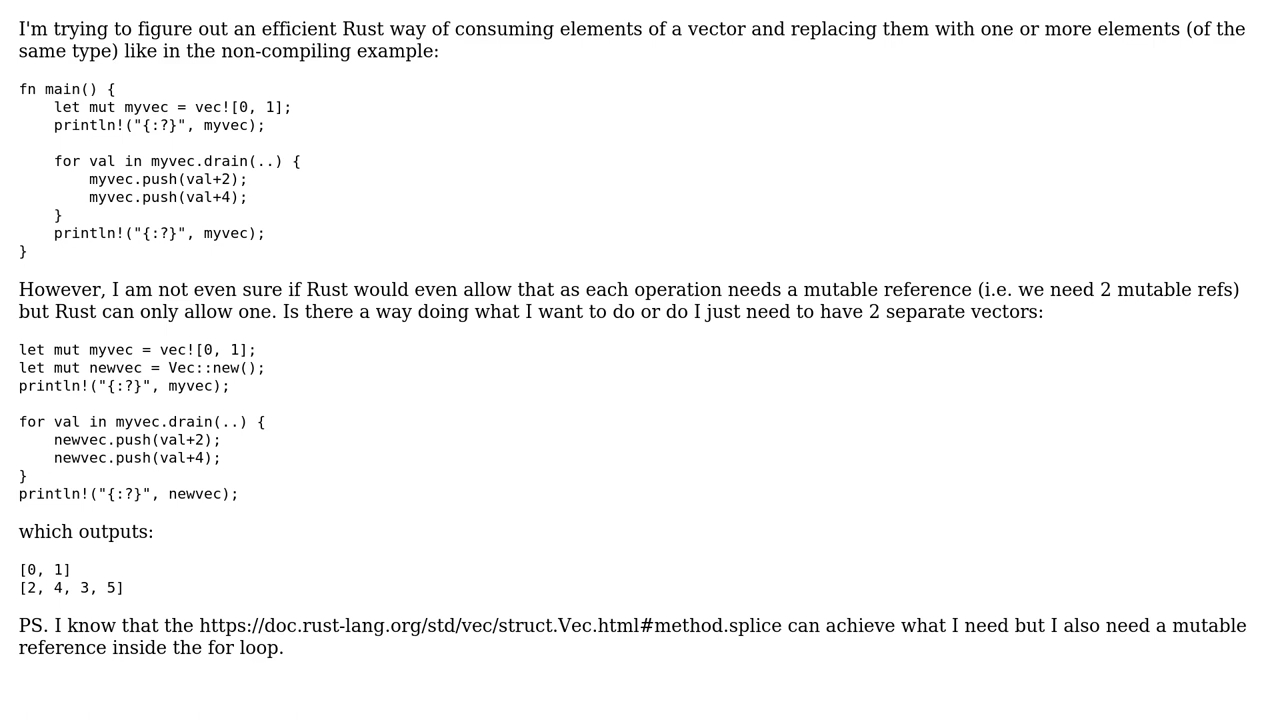 I'm trying to figure out an efficient Rust way of consuming elements of a vector and replacing them with one or more elements (of the
same type) like in the non-compiling example:
fn main() {
    let mut myvec = vec![0, 1];
    println!("{:?}", myvec);
    for val in myvec.drain(..) {
        myvec.push(val+2);
        myvec.push(val+4);
    }
    println!("{:?}", myvec);
}
However, I am not even sure if Rust would even allow that as each operation needs a mutable reference (i.e. we need 2 mutable refs)
but Rust can only allow one. Is there a way doing what I want to do or do I just need to have 2 separate vectors:
let mut myvec = vec![0, 1];
let mut newvec = Vec::new();
println!("{:?}", myvec);
for val in myvec.drain(..) {
    newvec.push(val+2);
    newvec.push(val+4);
}
println!("{:?}", newvec);
which outputs:
[0, 1]
[2, 4, 3, 5]
PS. I know that the https://doc.rust-lang.org/std/vec/struct.Vec.html#method.splice can achieve what I need but I also need a mutable
reference inside the for loop.